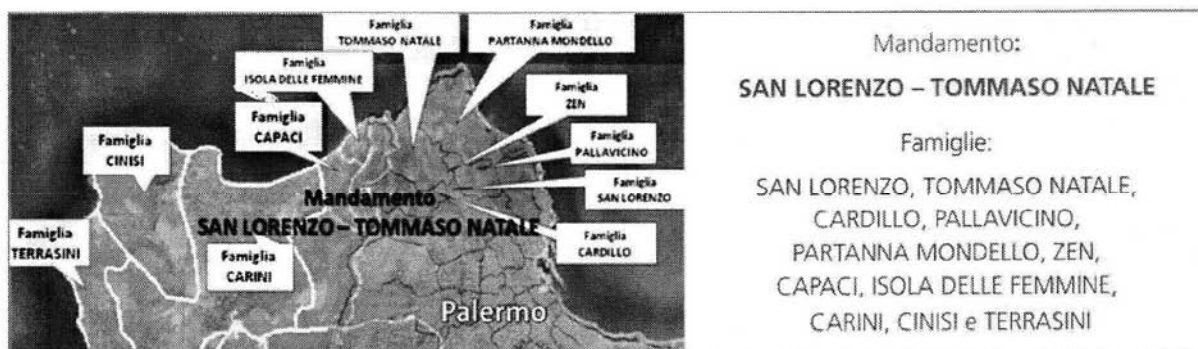 Famiglia
TOMMASO NATALE
Famiglia
PARTANNA MONDELLO
Famiglia
ISOLA DELLE FEMMINE
Famiglia
ZEN
Famiglia
CAPACI
Famiglia
CINISI
Famiglia
PALLAVICINO
Famiglia
SAN LORENZO
Mandamento
SAN LORENZO – TOMMASO NATALE
Famiglia
TERRASINI
Famiglia
CARINI
Famiglia
CARDILLO
Palermo
Mandamento:
SAN LORENZO – TOMMASO NATALE
Famiglie:
SAN LORENZO, TOMMASO NATALE,
CARDILLO, PALLAVICINO,
PARTANNA MONDELLO, ZEN,
CAPACI, ISOLA DELLE FEMMINE,
CARINI, CINISI e TERRASINI